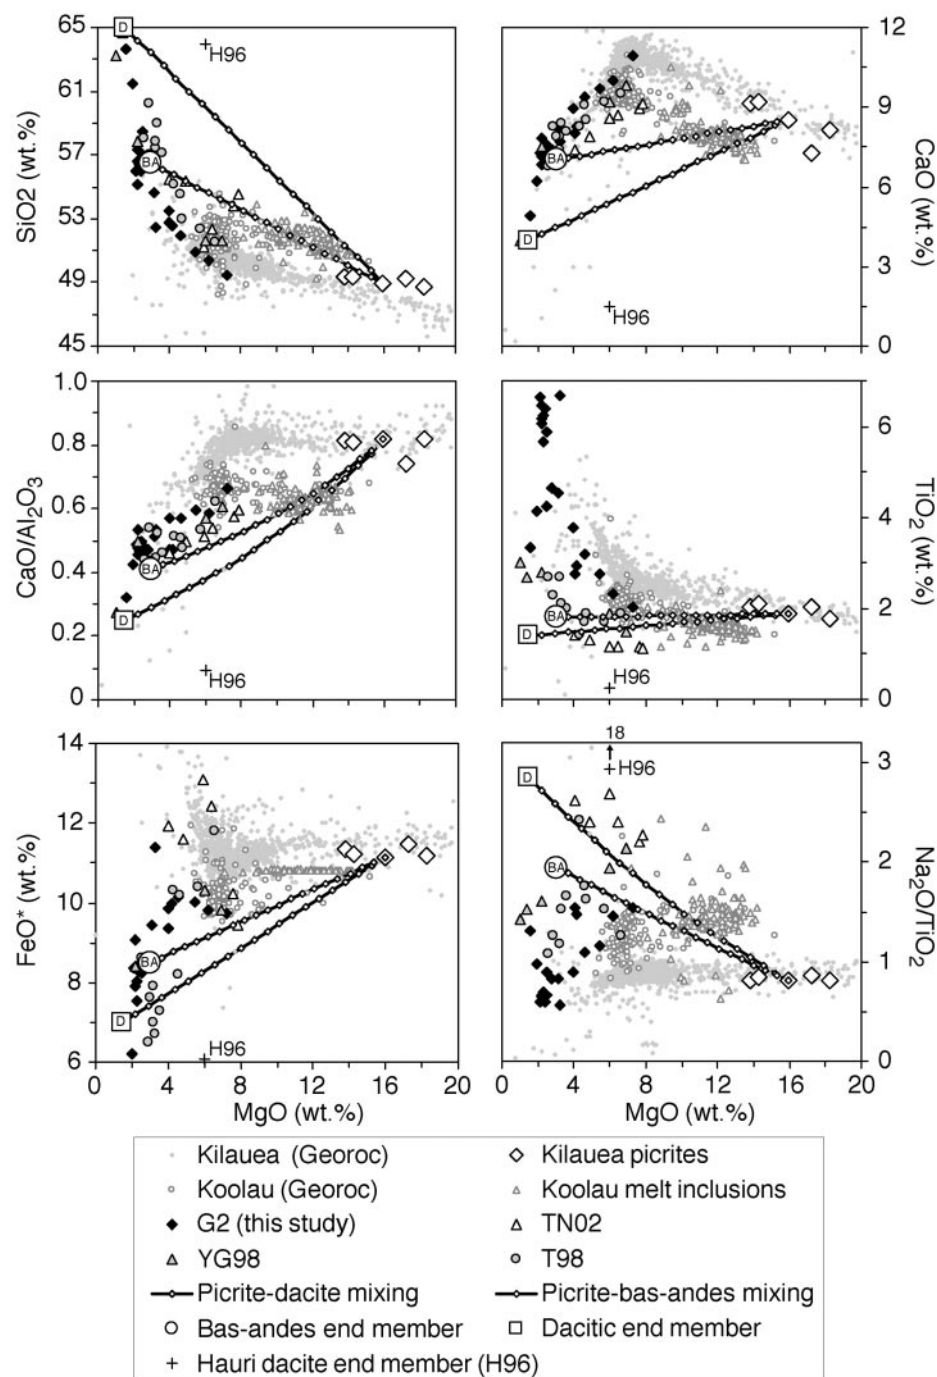 65
61
57
53
49
45
SiO2 (wt.%)
D
BA
H96
12
9
6
3
0
CaO (wt.%)
BA
D
H96
1.0
0.8
0.6
0.4
0.2
0
CaO/Al₂O₃
BA
D
H96
6
4
2
0
TiO₂ (wt.%)
BA
D
H96
14
12
10
8
6
FeO* (wt.%)
BA
D
H96
0 4 8 12 16 20
MgO (wt.%)
18
H96
3
2
1
0
Na₂O/TiO₂
D
BA
0 4 8 12 16 20
MgO (wt.%)
Kilauea (Georoc) Kilauea picrites
Koolau (Georoc) Koolau melt inclusions
G2 (this study) TN02
YG98 T98
Picrite-dacite mixing Picrite-bas-andes mixing
Bas-andes end member Dacitic end member
Hauri dacite end member (H96)